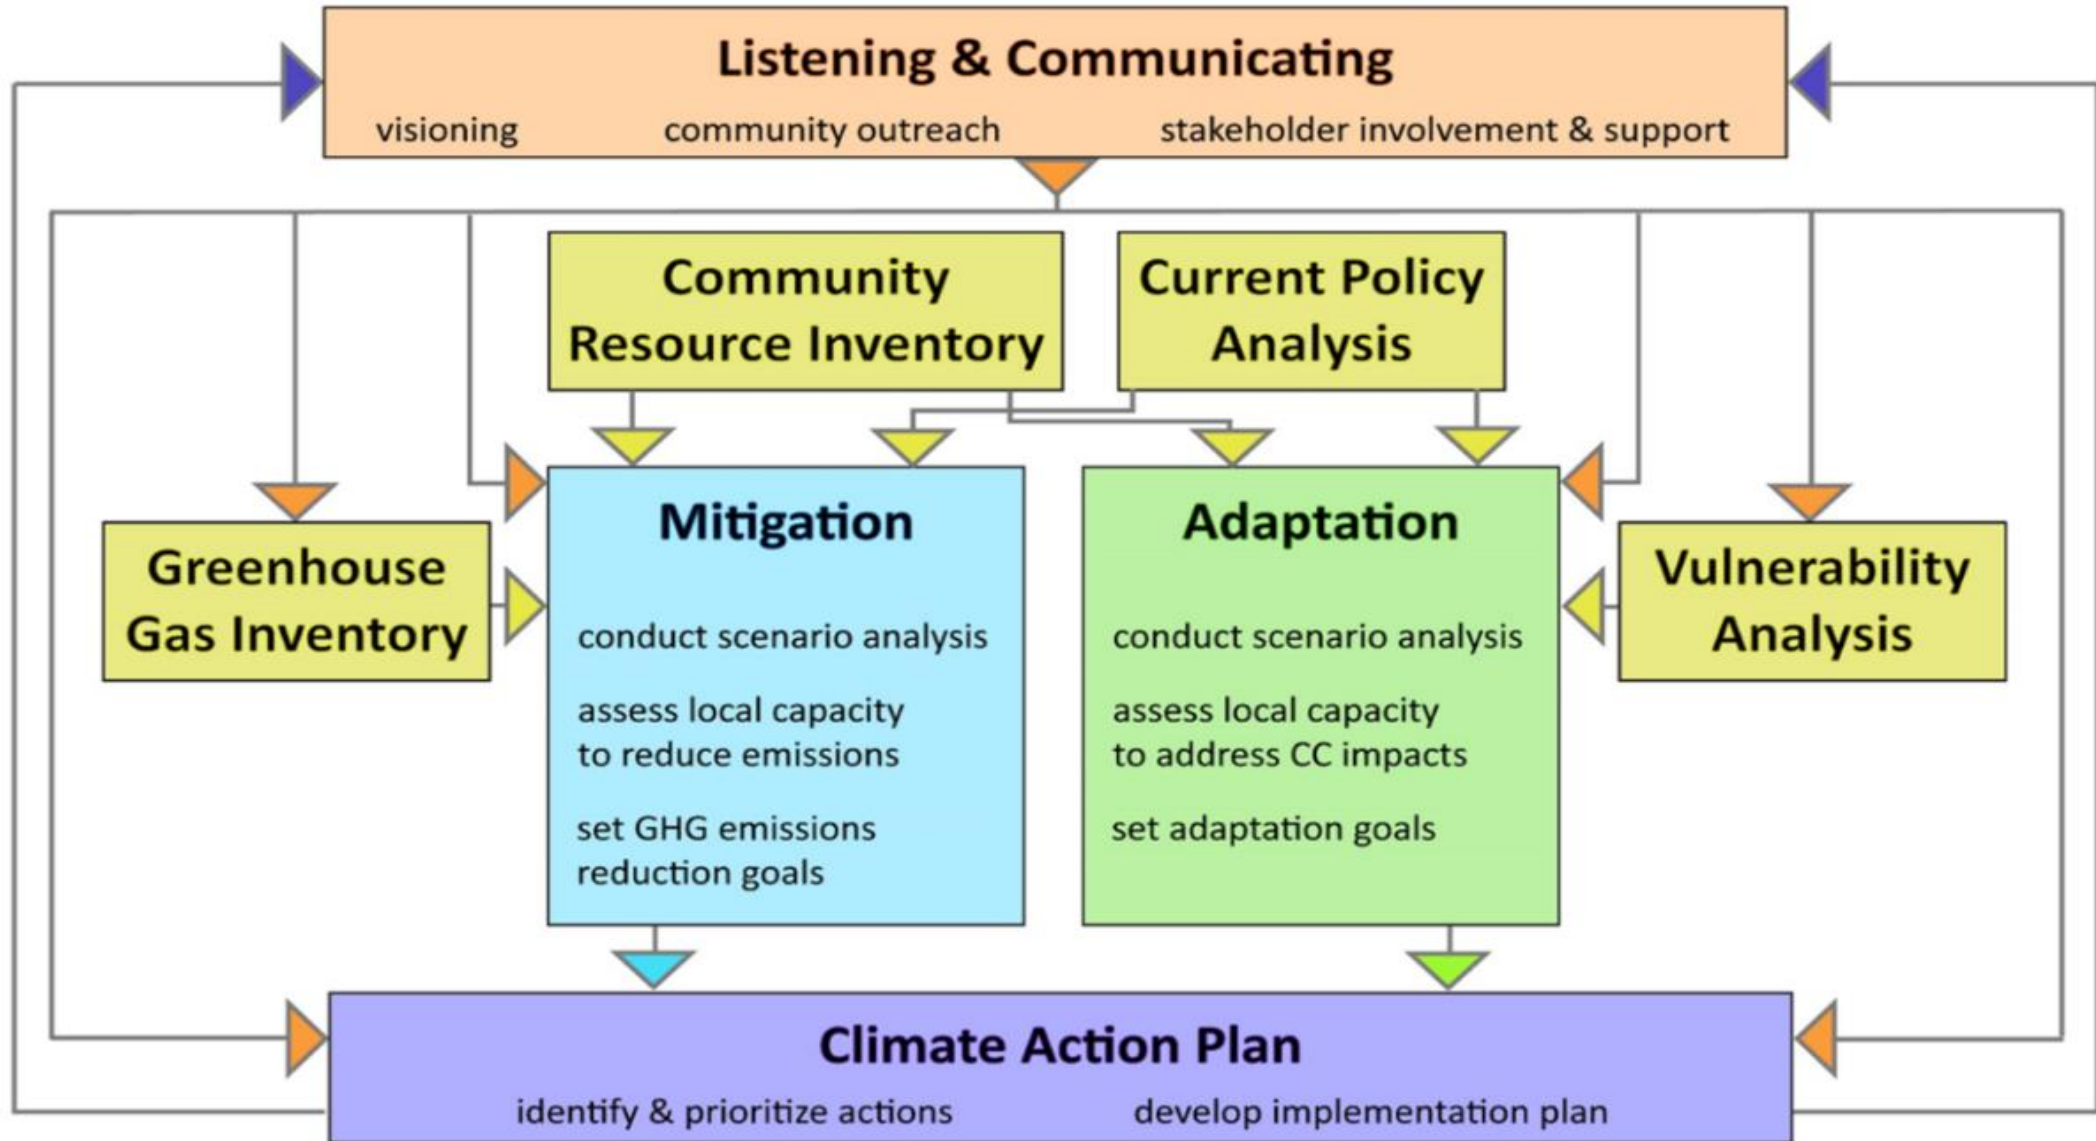 Listening & Communicating
visioning community outreach stakeholder involvement & support
Community
Resource Inventory
Current Policy
Analysis
Greenhouse
Gas Inventory
Mitigation
conduct scenario analysis
assess local capacity
to reduce emissions
set GHG emissions
reduction goals
Adaptation
conduct scenario analysis
assess local capacity
to address CC impacts
set adaptation goals
Vulnerability
Analysis
Climate Action Plan
identify & prioritize actions develop implementation plan